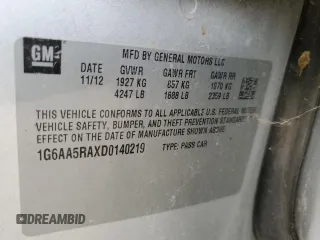 GM
MFD BY GENERAL MOTORS LLC
11/12 GVWR GAWR FRT GAWR RR
1927 KG 857 KG 1070 KG
4247 LB 1888 LB 2359 LB
THIS VEHICLE CONFORMS TO ALL APPLICABLE U.S. FEDERAL MOTOR
VEHICLE SAFETY, BUMPER, AND THEFT PREVENTION STANDARDS IN EFFECT
ON THE DATE OF MANUFACTURE SHOWN ABOVE.
1G6AA5RAXD0140219 TYPE: PASS CAR